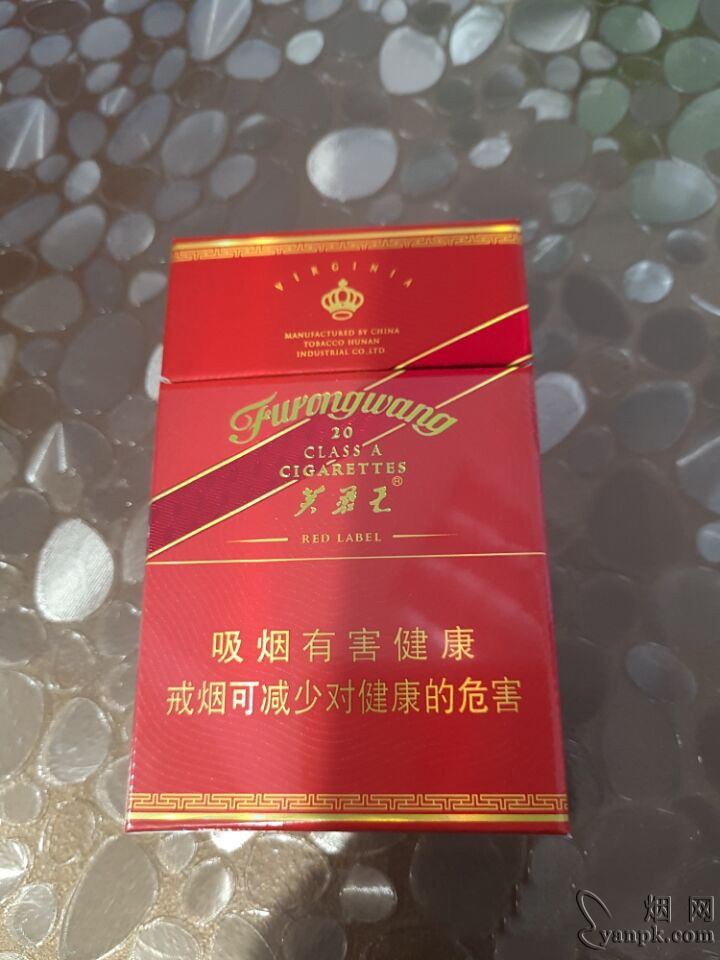 VIRGINIA
MANUFACTURED BY CHINA
TOBACCO HUNAN
INDUSTRIAL CO.,LTD.
Furongwang
20
CLASS A
CIGARETTES
芙蓉王®
RED LABEL
吸烟有害健康
戒烟可减少对健康的危害
烟网
yanpk.com